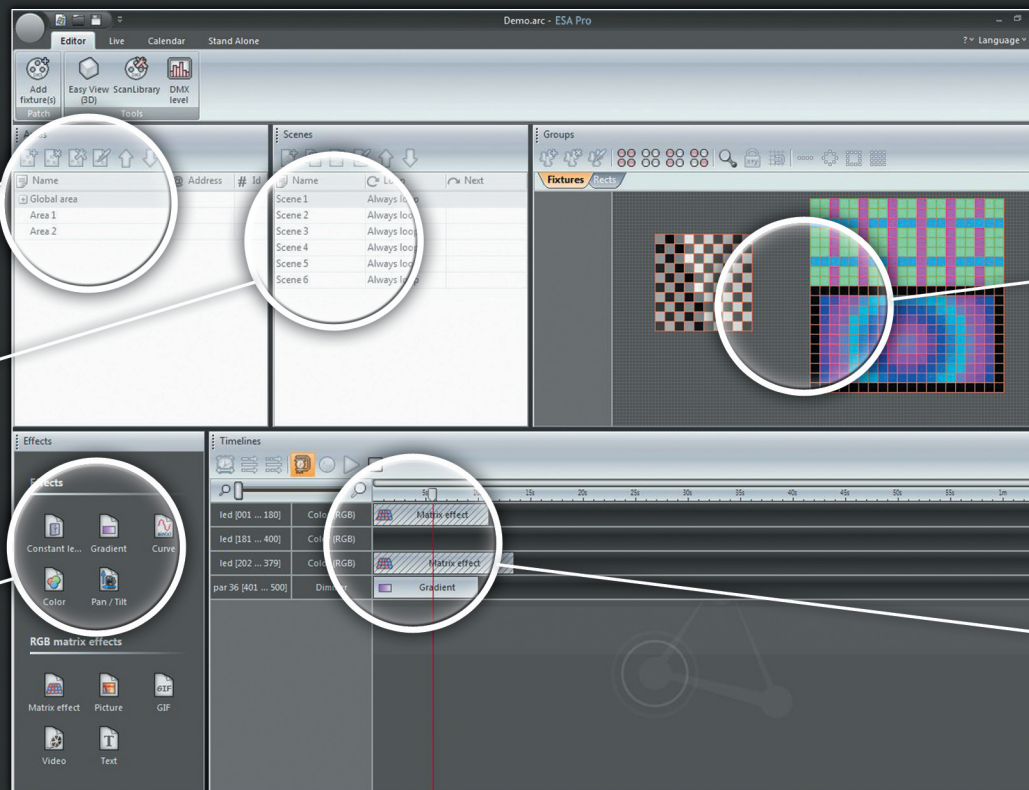 Demo.arc - ESA Pro
Editor Live Calendar Stand Alone
? Language
Add fixture(s)
Easy View (3D)
ScanLibrary
DMX level
Patch Tools
Scenes
Groups
Name Address # Id
Global area
Area 1
Area 2
Name Loop Next
Scene 1 Always loop
Scene 2 Always loop
Scene 3 Always loop
Scene 4 Always loop
Scene 5 Always loop
Scene 6 Always loop
Fixtures Rects
Effects
Effects
Constant le... Gradient Curve
Color Pan / Tilt
RGB matrix effects
Matrix effect Picture GIF
Video Text
Timelines
5s 10s 15s 20s 25s 30s 35s 40s 45s 50s 55s 1m
led [001 ... 180] Color (RGB) Matrix effect
led [181 ... 400] Color (RGB)
led [202 ... 379] Color (RGB) Matrix effect
par 36 [401 ... 500] Dimmer Gradient